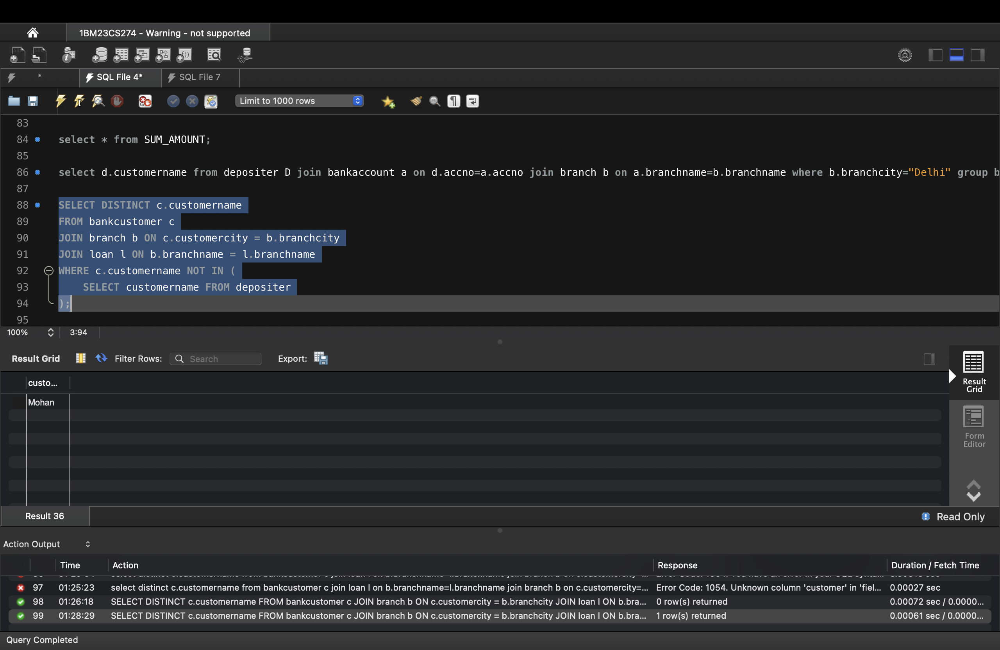 1BM23CS274 - Warning - not supported
*
SQL File 4*
SQL File 7
Limit to 1000 rows
83
84 select * from SUM_AMOUNT;
85
86 select d.customername from depositer D join bankaccount a on d.accno=a.accno join branch b on a.branchname=b.branchname where b.branchcity="Delhi" group b
87
88 SELECT DISTINCT c.customername
89 FROM bankcustomer c
90 JOIN branch b ON c.customercity = b.branchcity
91 JOIN loan l ON b.branchname = l.branchname
92 WHERE c.customername NOT IN (
93 SELECT customername FROM depositer
94 );
95
100% 3:94
Result Grid Filter Rows: Search Export:
custo...
Mohan
Result Grid
Form Editor
Result 36 Read Only
Action Output
Time Action Response Duration / Fetch Time
97 01:25:23 select distinct c.customername from bankcustomer c join loan l on b.branchname=l.branchname join branch b on c.customercity=... Error Code: 1054. Unknown column 'customer' in 'fiel... 0.00027 sec
98 01:26:18 SELECT DISTINCT c.customername FROM bankcustomer c JOIN branch b ON c.customercity = b.branchcity JOIN loan l ON b.bra... 0 row(s) returned 0.00072 sec / 0.0000...
99 01:28:29 SELECT DISTINCT c.customername FROM bankcustomer c JOIN branch b ON c.customercity = b.branchcity JOIN loan l ON b.bra... 1 row(s) returned 0.00061 sec / 0.0000...
Query Completed